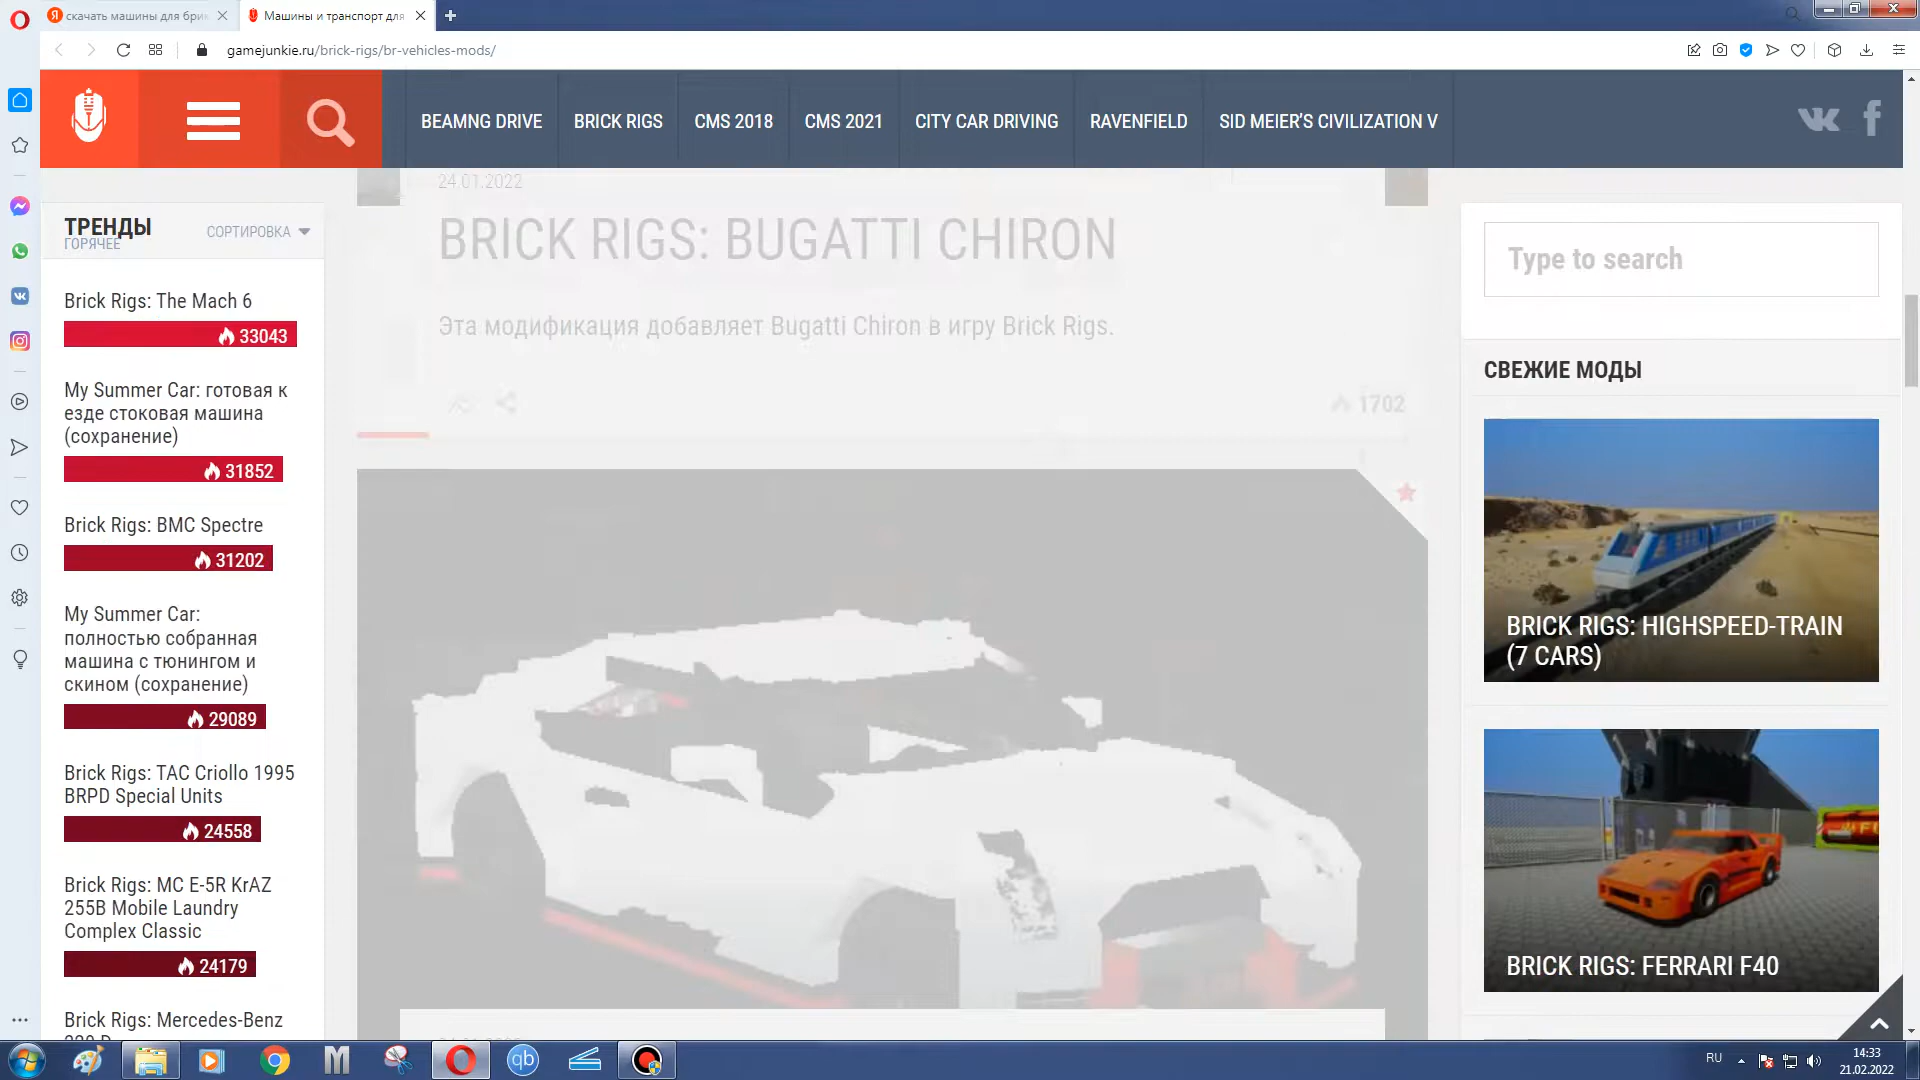 скачать машины для бри
Машины и транспорт для
gamejunkie.ru/brick-rigs/br-vehicles-mods/
BEAMNG DRIVE
BRICK RIGS
CMS 2018
CMS 2021
CITY CAR DRIVING
RAVENFIELD
SID MEIER'S CIVILIZATION V
ТРЕНДЫ
ГОРЯЧЕЕ
СОРТИРОВКА
Brick Rigs: The Mach 6
33043
My Summer Car: готовая к
езде стоковая машина
(сохранение)
31852
Brick Rigs: BMC Spectre
31202
My Summer Car:
полностью собранная
машина с тюнингом и
скином (сохранение)
29089
Brick Rigs: TAC Criollo 1995
BRPD Special Units
24558
Brick Rigs: MC E-5R KrAZ
255B Mobile Laundry
Complex Classic
24179
Brick Rigs: Mercedes-Benz
24.01.2022
BRICK RIGS: BUGATTI CHIRON
Эта модификация добавляет Bugatti Chiron в игру Brick Rigs.
1702
Type to search
СВЕЖИЕ МОДЫ
BRICK RIGS: HIGHSPEED-TRAIN
(7 CARS)
BRICK RIGS: FERRARI F40
qb
RU
14:33
21.02.2022